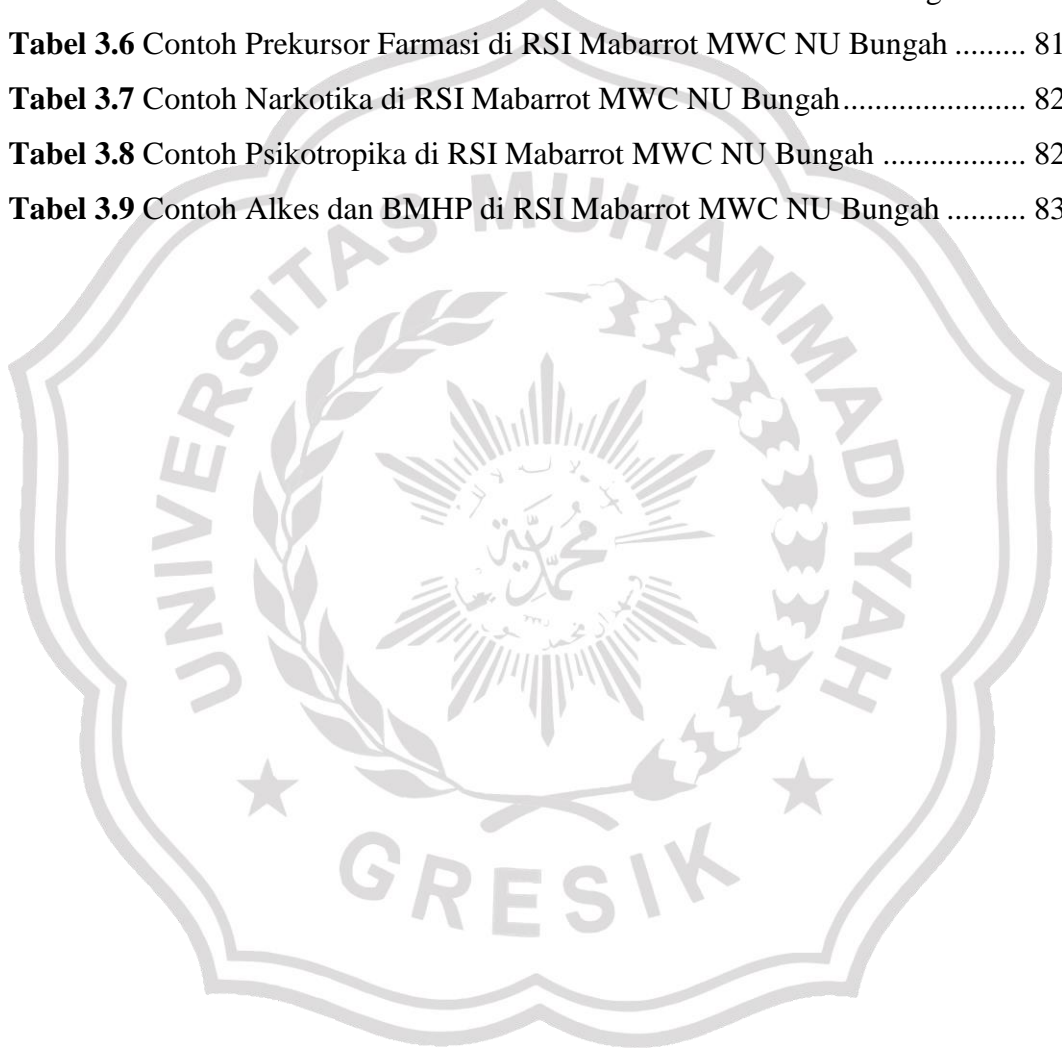 Tabel 3.6 Contoh Prekursor Farmasi di RSI Mabarrot MWC NU Bungah ......... 81
Tabel 3.7 Contoh Narkotika di RSI Mabarrot MWC NU Bungah....................... 82
Tabel 3.8 Contoh Psikotropika di RSI Mabarrot MWC NU Bungah .................. 82
Tabel 3.9 Contoh Alkes dan BMHP di RSI Mabarrot MWC NU Bungah .......... 83
UNIVERSITAS MUHAMMADIYAH
GRESIK